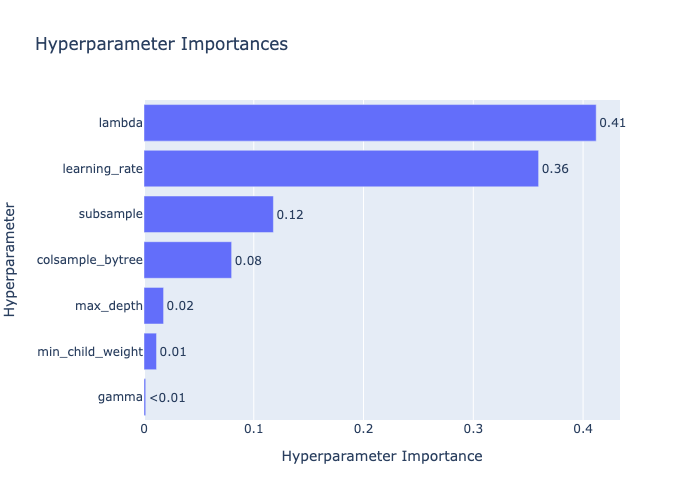 Hyperparameter Importances
Hyperparameter
lambda 0.41
learning_rate 0.36
subsample 0.12
colsample_bytree 0.08
max_depth 0.02
min_child_weight 0.01
gamma <0.01
0 0.1 0.2 0.3 0.4
Hyperparameter Importance